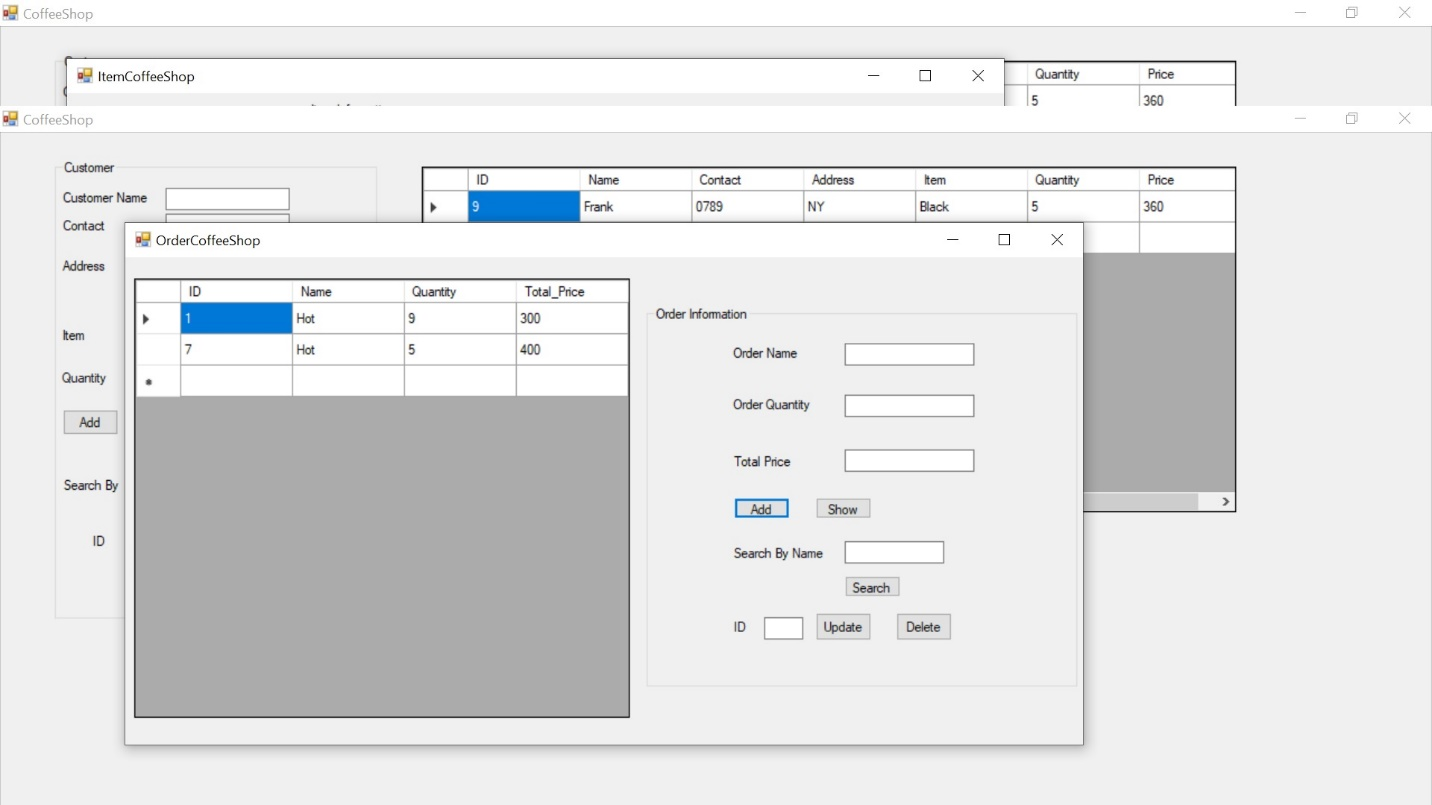 CoffeeShop
ItemCoffeeShop
Quantity Price
5 360
CoffeeShop
Customer
Customer Name
Contact
Address
Item
Quantity
Add
Search By
ID
ID Name Contact Address Item Quantity Price
9 Frank 0789 NY Black 5 360
OrderCoffeeShop
ID Name Quantity Total_Price
1 Hot 9 300
7 Hot 5 400
Order Information
Order Name
Order Quantity
Total Price
Add Show
Search By Name
Search
ID Update Delete